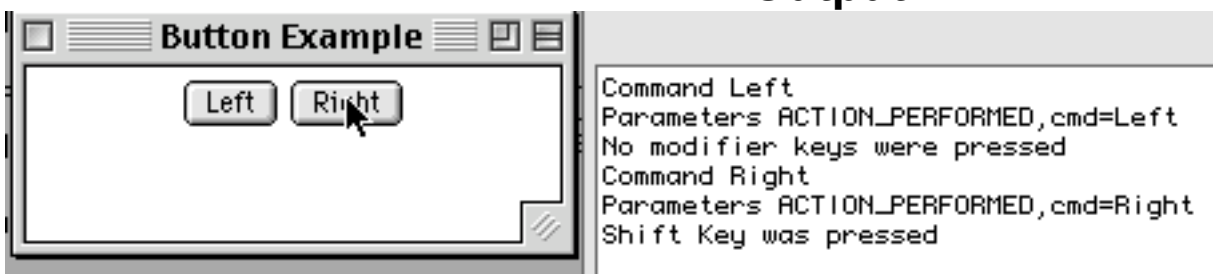 Button Example
Left Right
Command Left
Parameters ACTION_PERFORMED,cmd=Left
No modifier keys were pressed
Command Right
Parameters ACTION_PERFORMED,cmd=Right
Shift Key was pressed